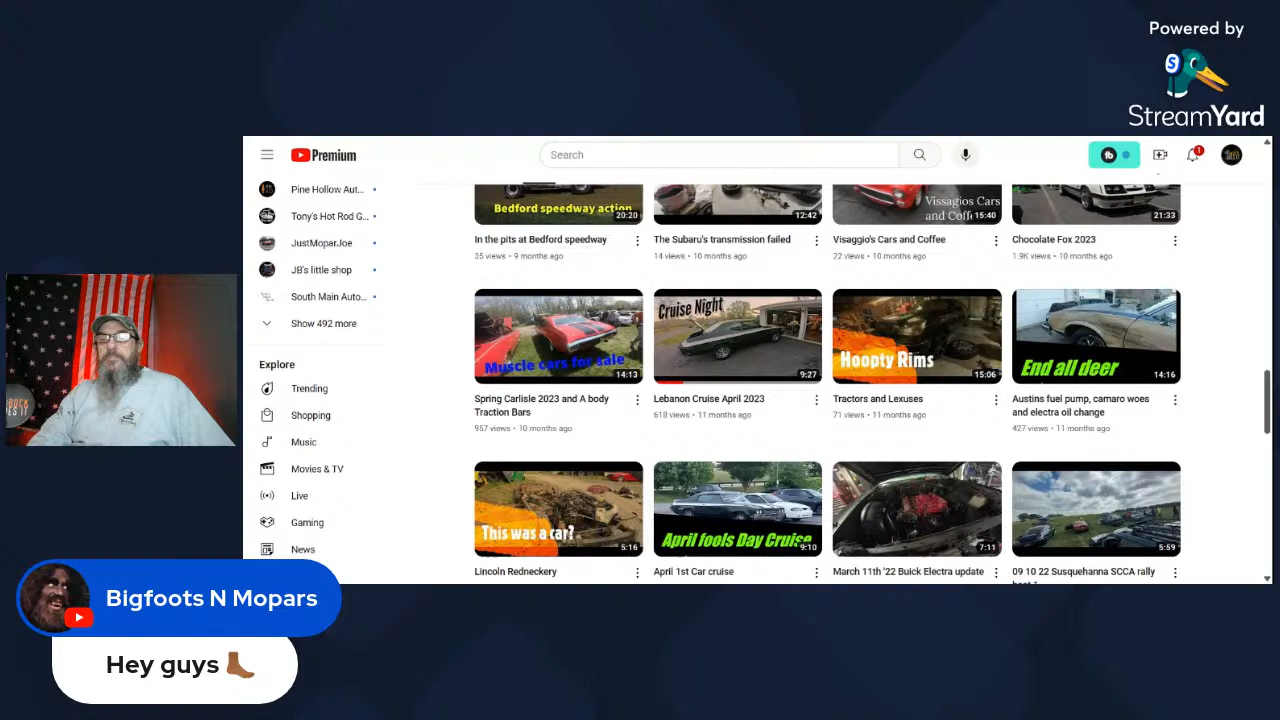 Powered by
StreamYard
Premium
Search
1
Pine Hollow Aut...
Tony's Hot Rod G...
JustMoparJoe
JB's little shop
South Main Auto...
Show 492 more
Explore
Trending
Shopping
Music
Movies & TV
Live
Gaming
News
Bedford speedway action
20:20
12:42
Vissagios Cars
and Coff
15:40
21:33
In the pits at Bedford speedway
35 views • 9 months ago
The Subaru's transmission failed
14 views • 10 months ago
Visaggio's Cars and Coffee
22 views • 10 months ago
Chocolate Fox 2023
1.9K views • 10 months ago
Muscle cars for sale
14:13
Cruise Night
9:27
Hoopty Rims
15:06
End all deer
14:16
Spring Carlisle 2023 and A body
Traction Bars
957 views • 10 months ago
Lebanon Cruise April 2023
618 views • 11 months ago
Tractors and Lexuses
71 views • 11 months ago
Austins fuel pump, camaro woes
and electra oil change
427 views • 11 months ago
This was a car?
5:16
April fools Day Cruise
9:10
7:11
5:59
Lincoln Redneckery
April 1st Car cruise
March 11th '22 Buick Electra update
09 10 22 Susquehanna SCCA rally
Bigfoots N Mopars
Hey guys 🦶🏾